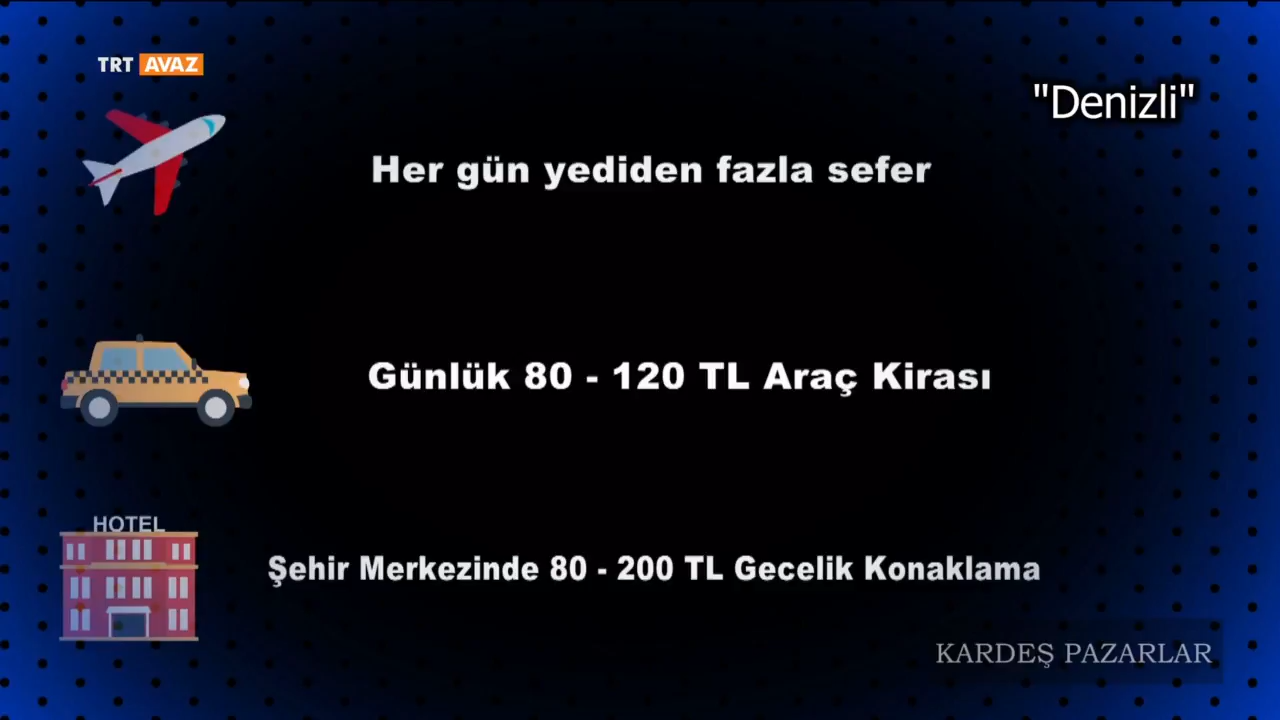 TRT AVAZ
"Denizli"
Her gün yediden fazla sefer
Günlük 80 - 120 TL Araç Kirası
HOTEL
Şehir Merkezinde 80 - 200 TL Gecelik Konaklama
KARDEŞ PAZARLAR